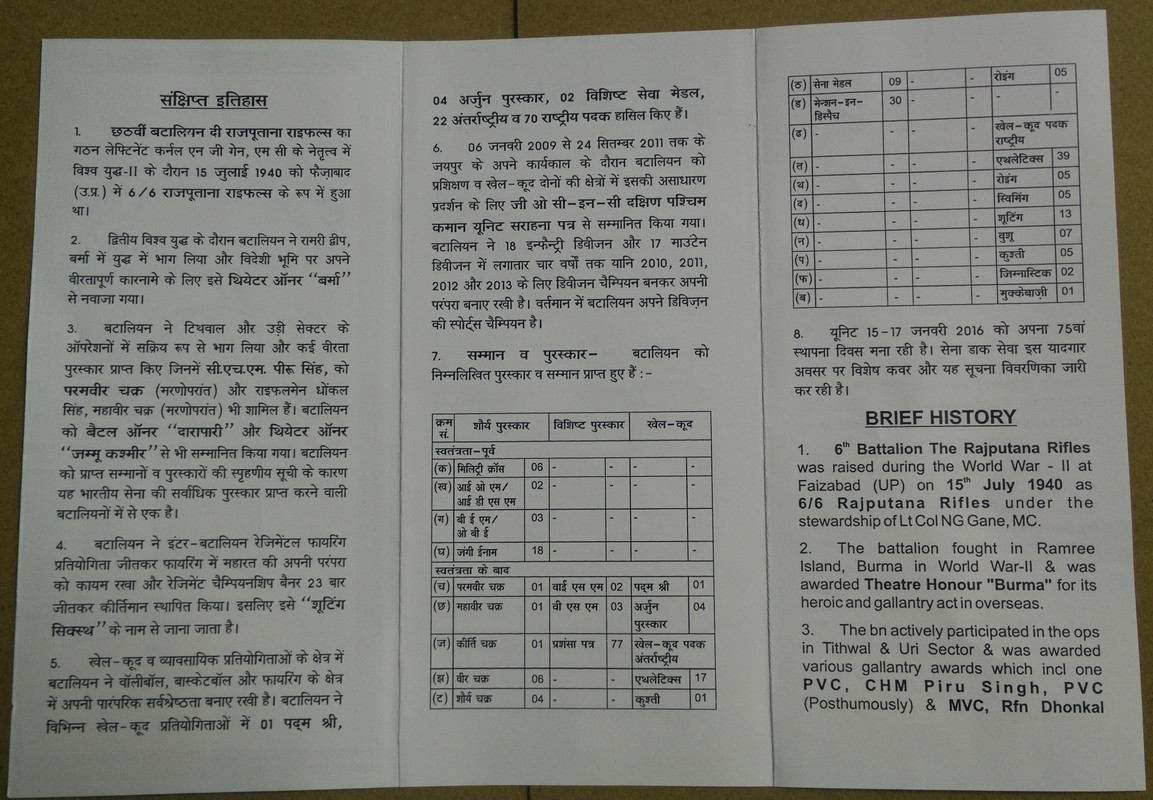 संक्षिप्त इतिहास
1. छठवीं बटालियन दी राजपूताना राइफल्स का
गठन लेफ्टिनेंट कर्नल एन जी गेन, एम सी के नेतृत्व में
विश्व युद्ध-II के दौरान 15 जुलाई 1940 को फैज़ाबाद
(उ.प्र.) में 6/6 राजपूताना राइफल्स के रूप में हुआ
था।
2. द्वितीय विश्व युद्ध के दौरान बटालियन ने रामरी द्वीप,
बर्मा में युद्ध में भाग लिया और विदेशी भूमि पर अपने
वीरतापूर्ण कारनामे के लिए इसे थियेटर ऑनर “बर्मा”
से नवाजा गया।
3. बटालियन ने टिथवाल और उड़ी सेक्टर के
ऑपरेशनों में सक्रिय रूप से भाग लिया और कई वीरता
पुरस्कार प्राप्त किए जिनमें सी.एच.एम. पीरू सिंह, को
परमवीर चक्र (मरणोपरांत) और राइफलमेन धोंकल
सिंह, महावीर चक्र (मरणोपरांत) भी शामिल हैं। बटालियन
को बैटल ऑनर “दारापारी” और थियेटर ऑनर
“जम्मू कश्मीर” से भी सम्मानित किया गया। बटालियन
को प्राप्त सम्मानों व पुरस्कारों की स्पृहणीय सूची के कारण
यह भारतीय सेना की सर्वाधिक पुरस्कार प्राप्त करने वाली
बटालियनों में से एक है।
4. बटालियन ने इंटर-बटालियन रेजिमेंटल फायरिंग
प्रतियोगिता जीतकर फायरिंग में महारत की अपनी परंपरा
को कायम रखा और रेजिमेंट चैम्पियनशिप बैनर 23 बार
जीतकर कीर्तिमान स्थापित किया। इसलिए इसे “शूटिंग
सिक्स्थ” के नाम से जाना जाता है।
5. खेल-कूद व व्यावसायिक प्रतियोगिताओं के क्षेत्र में
बटालियन ने वॉलीबॉल, बास्केटबॉल और फायरिंग के क्षेत्र
में अपनी पारंपरिक सर्वश्रेष्ठता बनाए रखी है। बटालियन ने
विभिन्न खेल-कूद प्रतियोगिताओं में 01 पद्म श्री,
04 अर्जुन पुरस्कार, 02 विशिष्ट सेवा मेडल,
22 अंतर्राष्ट्रीय व 70 राष्ट्रीय पदक हासिल किए हैं।
6. 06 जनवरी 2009 से 24 सितम्बर 2011 तक के
जयपुर के अपने कार्यकाल के दौरान बटालियन को
प्रशिक्षण व खेल-कूद दोनों की क्षेत्रों में इसकी असाधारण
प्रदर्शन के लिए जी ओ सी-इन-सी दक्षिण पश्चिम
कमान यूनिट सराहना पत्र से सम्मानित किया गया।
बटालियन ने 18 इन्फैन्ट्री डिवीजन और 17 माउंटेन
डिवीजन में लगातार चार वर्षों तक यानि 2010, 2011,
2012 और 2013 के लिए डिवीजन चैम्पियन बनकर अपनी
परंपरा बनाए रखी है। वर्तमान में बटालियन अपने डिविज़न
की स्पोर्ट्स चैम्पियन है।
7. सम्मान व पुरस्कार– बटालियन को
निम्नलिखित पुरस्कार व सम्मान प्राप्त हुए हैं :-
क्रम सं. शौर्य पुरस्कार विशिष्ट पुरस्कार खेल-कूद
स्वतंत्रता-पूर्व
(क) मिलिट्री क्रॉस 06 - - - -
(ख) आई ओ एम/ 02 - - - -
आई डी एस एम
(ग) बी ई एम/ 03 - - - -
ओ बी ई
(घ) जंगी ईनाम 18 - - - -
स्वतंत्रता के बाद
(च) परमवीर चक्र 01 वाई एस एम 02 पद्म श्री 01
(छ) महावीर चक्र 01 वी एस एम 03 अर्जुन 04
पुरस्कार
(ज) कीर्ति चक्र 01 प्रशंसा पत्र 77 खेल-कूद पदक
अंतर्राष्ट्रीय
(झ) वीर चक्र 06 - - एथलेटिक्स 17
(ट) शौर्य चक्र 04 - - कुश्ती 01
(ठ) सेना मेडल 09 - - रोइंग 05
(ड) मेन्शन-इन- 30 - - - -
डिस्पैच
(ढ) - - - - खेल-कूद पदक
राष्ट्रीय
(त) - - - - एथलेटिक्स 39
(थ) - - - - रोइंग 05
(द) - - - - स्विमिंग 05
(ध) - - - - शूटिंग 13
(न) - - - - वुशू 07
(प) - - - - कुश्ती 05
(फ) - - - - जिम्नास्टिक 02
(ब) - - - - मुक्केबाज़ी 01
8. यूनिट 15-17 जनवरी 2016 को अपना 75वां
स्थापना दिवस मना रही है। सेना डाक सेवा इस यादगार
अवसर पर विशेष कवर और यह सूचना विवरणिका जारी
कर रही है।
BRIEF HISTORY
1. 6th Battalion The Rajputana Rifles
was raised during the World War - II at
Faizabad (UP) on 15th July 1940 as
6/6 Rajputana Rifles under the
stewardship of Lt Col NG Gane, MC.
2. The battalion fought in Ramree
Island, Burma in World War-II & was
awarded Theatre Honour "Burma" for its
heroic and gallantry act in overseas.
3. The bn actively participated in the ops
in Tithwal & Uri Sector & was awarded
various gallantry awards which incl one
PVC, CHM Piru Singh, PVC
(Posthumously) & MVC, Rfn Dhonkal